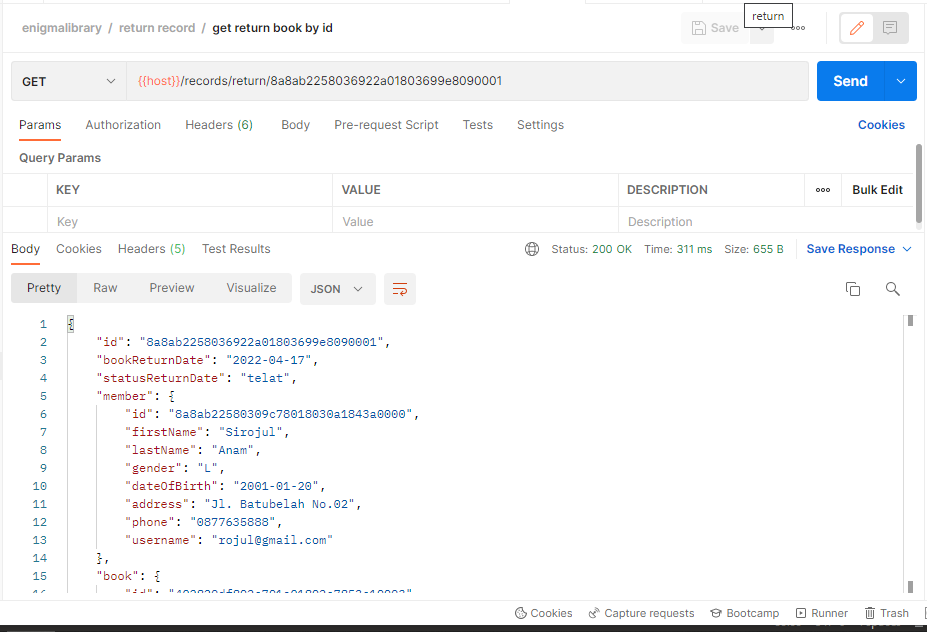 enigmalibrary / return record / get return book by id
Save
return
GET
{{host}}/records/return/8a8ab2258036922a01803699e8090001
Send
Params Authorization Headers (6) Body Pre-request Script Tests Settings Cookies
Query Params
KEY VALUE DESCRIPTION Bulk Edit
Key Value Description
Body Cookies Headers (5) Test Results Status: 200 OK Time: 311 ms Size: 655 B Save Response
Pretty Raw Preview Visualize JSON
1 {
2 "id": "8a8ab2258036922a01803699e8090001",
3 "bookReturnDate": "2022-04-17",
4 "statusReturnDate": "telat",
5 "member": {
6 "id": "8a8ab22580309c78018030a1843a0000",
7 "firstName": "Sirojul",
8 "lastName": "Anam",
9 "gender": "L",
10 "dateOfBirth": "2001-01-20",
11 "address": "Jl. Batubelah No.02",
12 "phone": "0877635888",
13 "username": "rojul@gmail.com"
14 },
15 "book": {
Cookies Capture requests Bootcamp Runner Trash